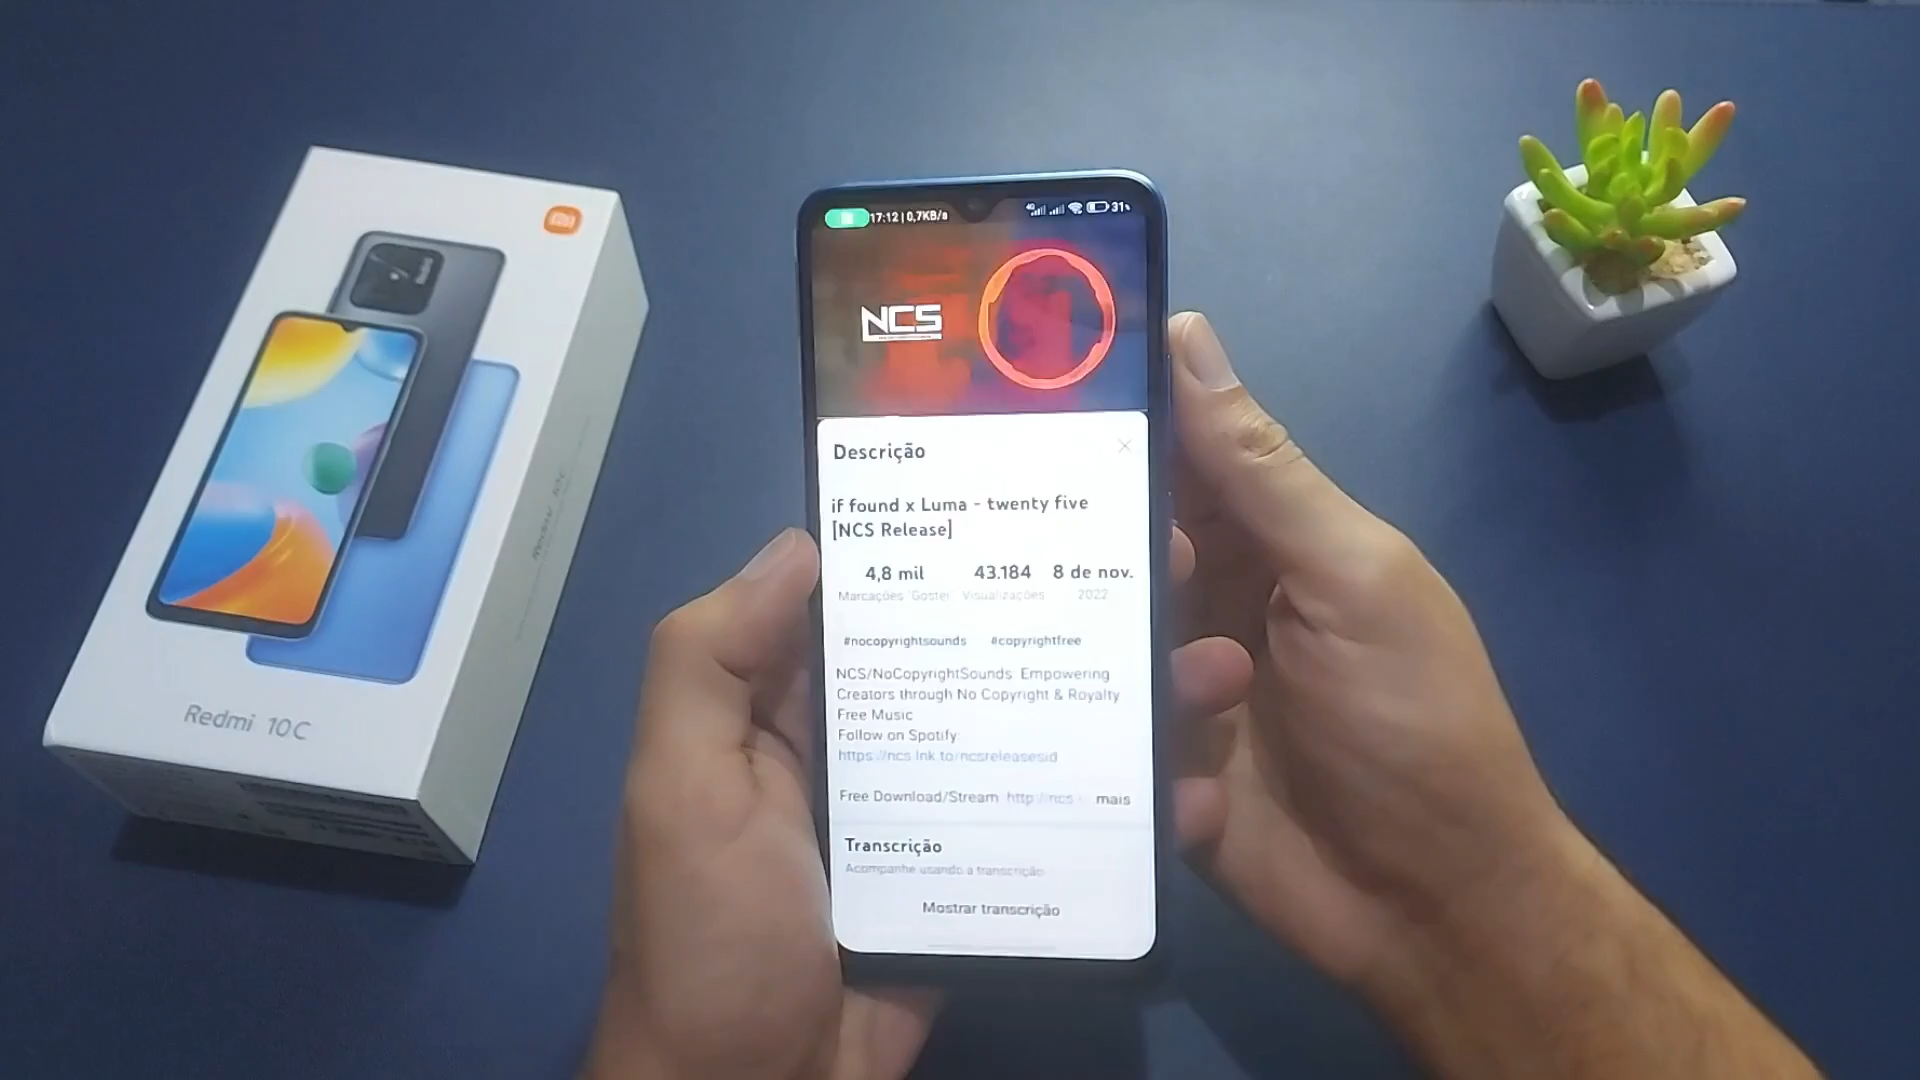 Redmi 10C
17:12 | 0,7KB/s
4G
31%
NCS
Descrição
if found x Luma - twenty five
[NCS Release]
4,8 mil 43.184 8 de nov.
Marcações "Gostei" Visualizações 2022
#nocopyrightsounds #copyrightfree
NCS/NoCopyrightSounds: Empowering
Creators through No Copyright & Royalty
Free Music
Follow on Spotify:
https://ncs.lnk.to/ncsreleasesid
Free Download/Stream: http://ncs mais
Transcrição
Acompanhe usando a transcrição.
Mostrar transcrição